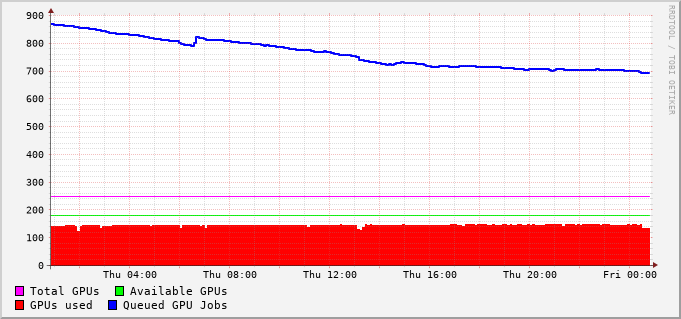 900
800
700
600
500
400
300
200
100
0
Thu 04:00 Thu 08:00 Thu 12:00 Thu 16:00 Thu 20:00 Fri 00:00
Total GPUs Available GPUs
GPUs used Queued GPU Jobs
RRDTOOL / TOBI OETIKER